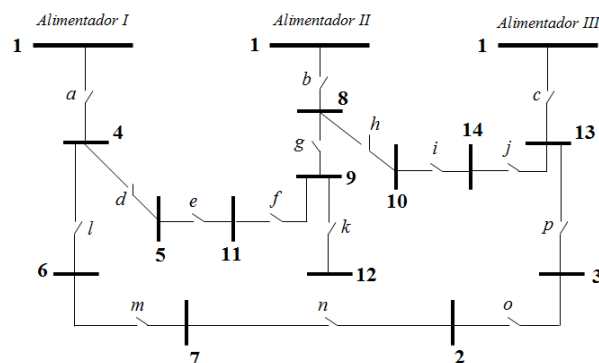 Alimentador I Alimentador II Alimentador III
1 1 1
a b c
8
h
4 g i 14 j 13
9 10
d e f
l 5 11 k p
6 12 3
m n o
7 2